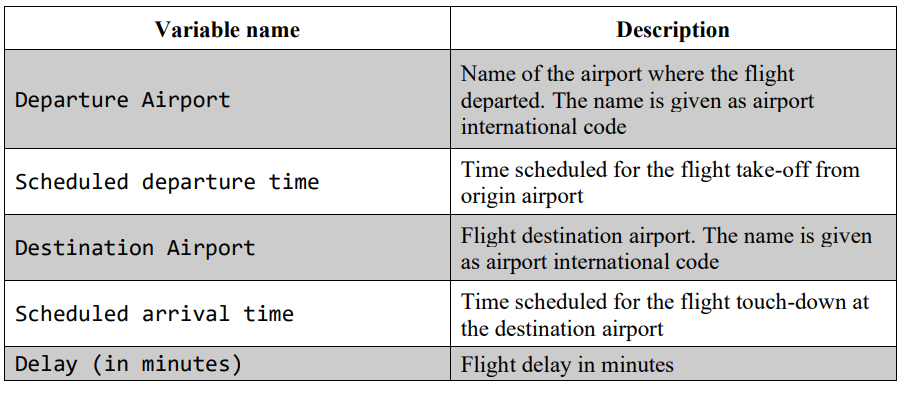 Variable name Description
Departure Airport
Name of the airport where the flight
departed. The name is given as airport
international code
Scheduled departure time
Time scheduled for the flight take-off from
origin airport
Destination Airport
Flight destination airport. The name is given
as airport international code
Scheduled arrival time
Time scheduled for the flight touch-down at
the destination airport
Delay (in minutes)
Flight delay in minutes